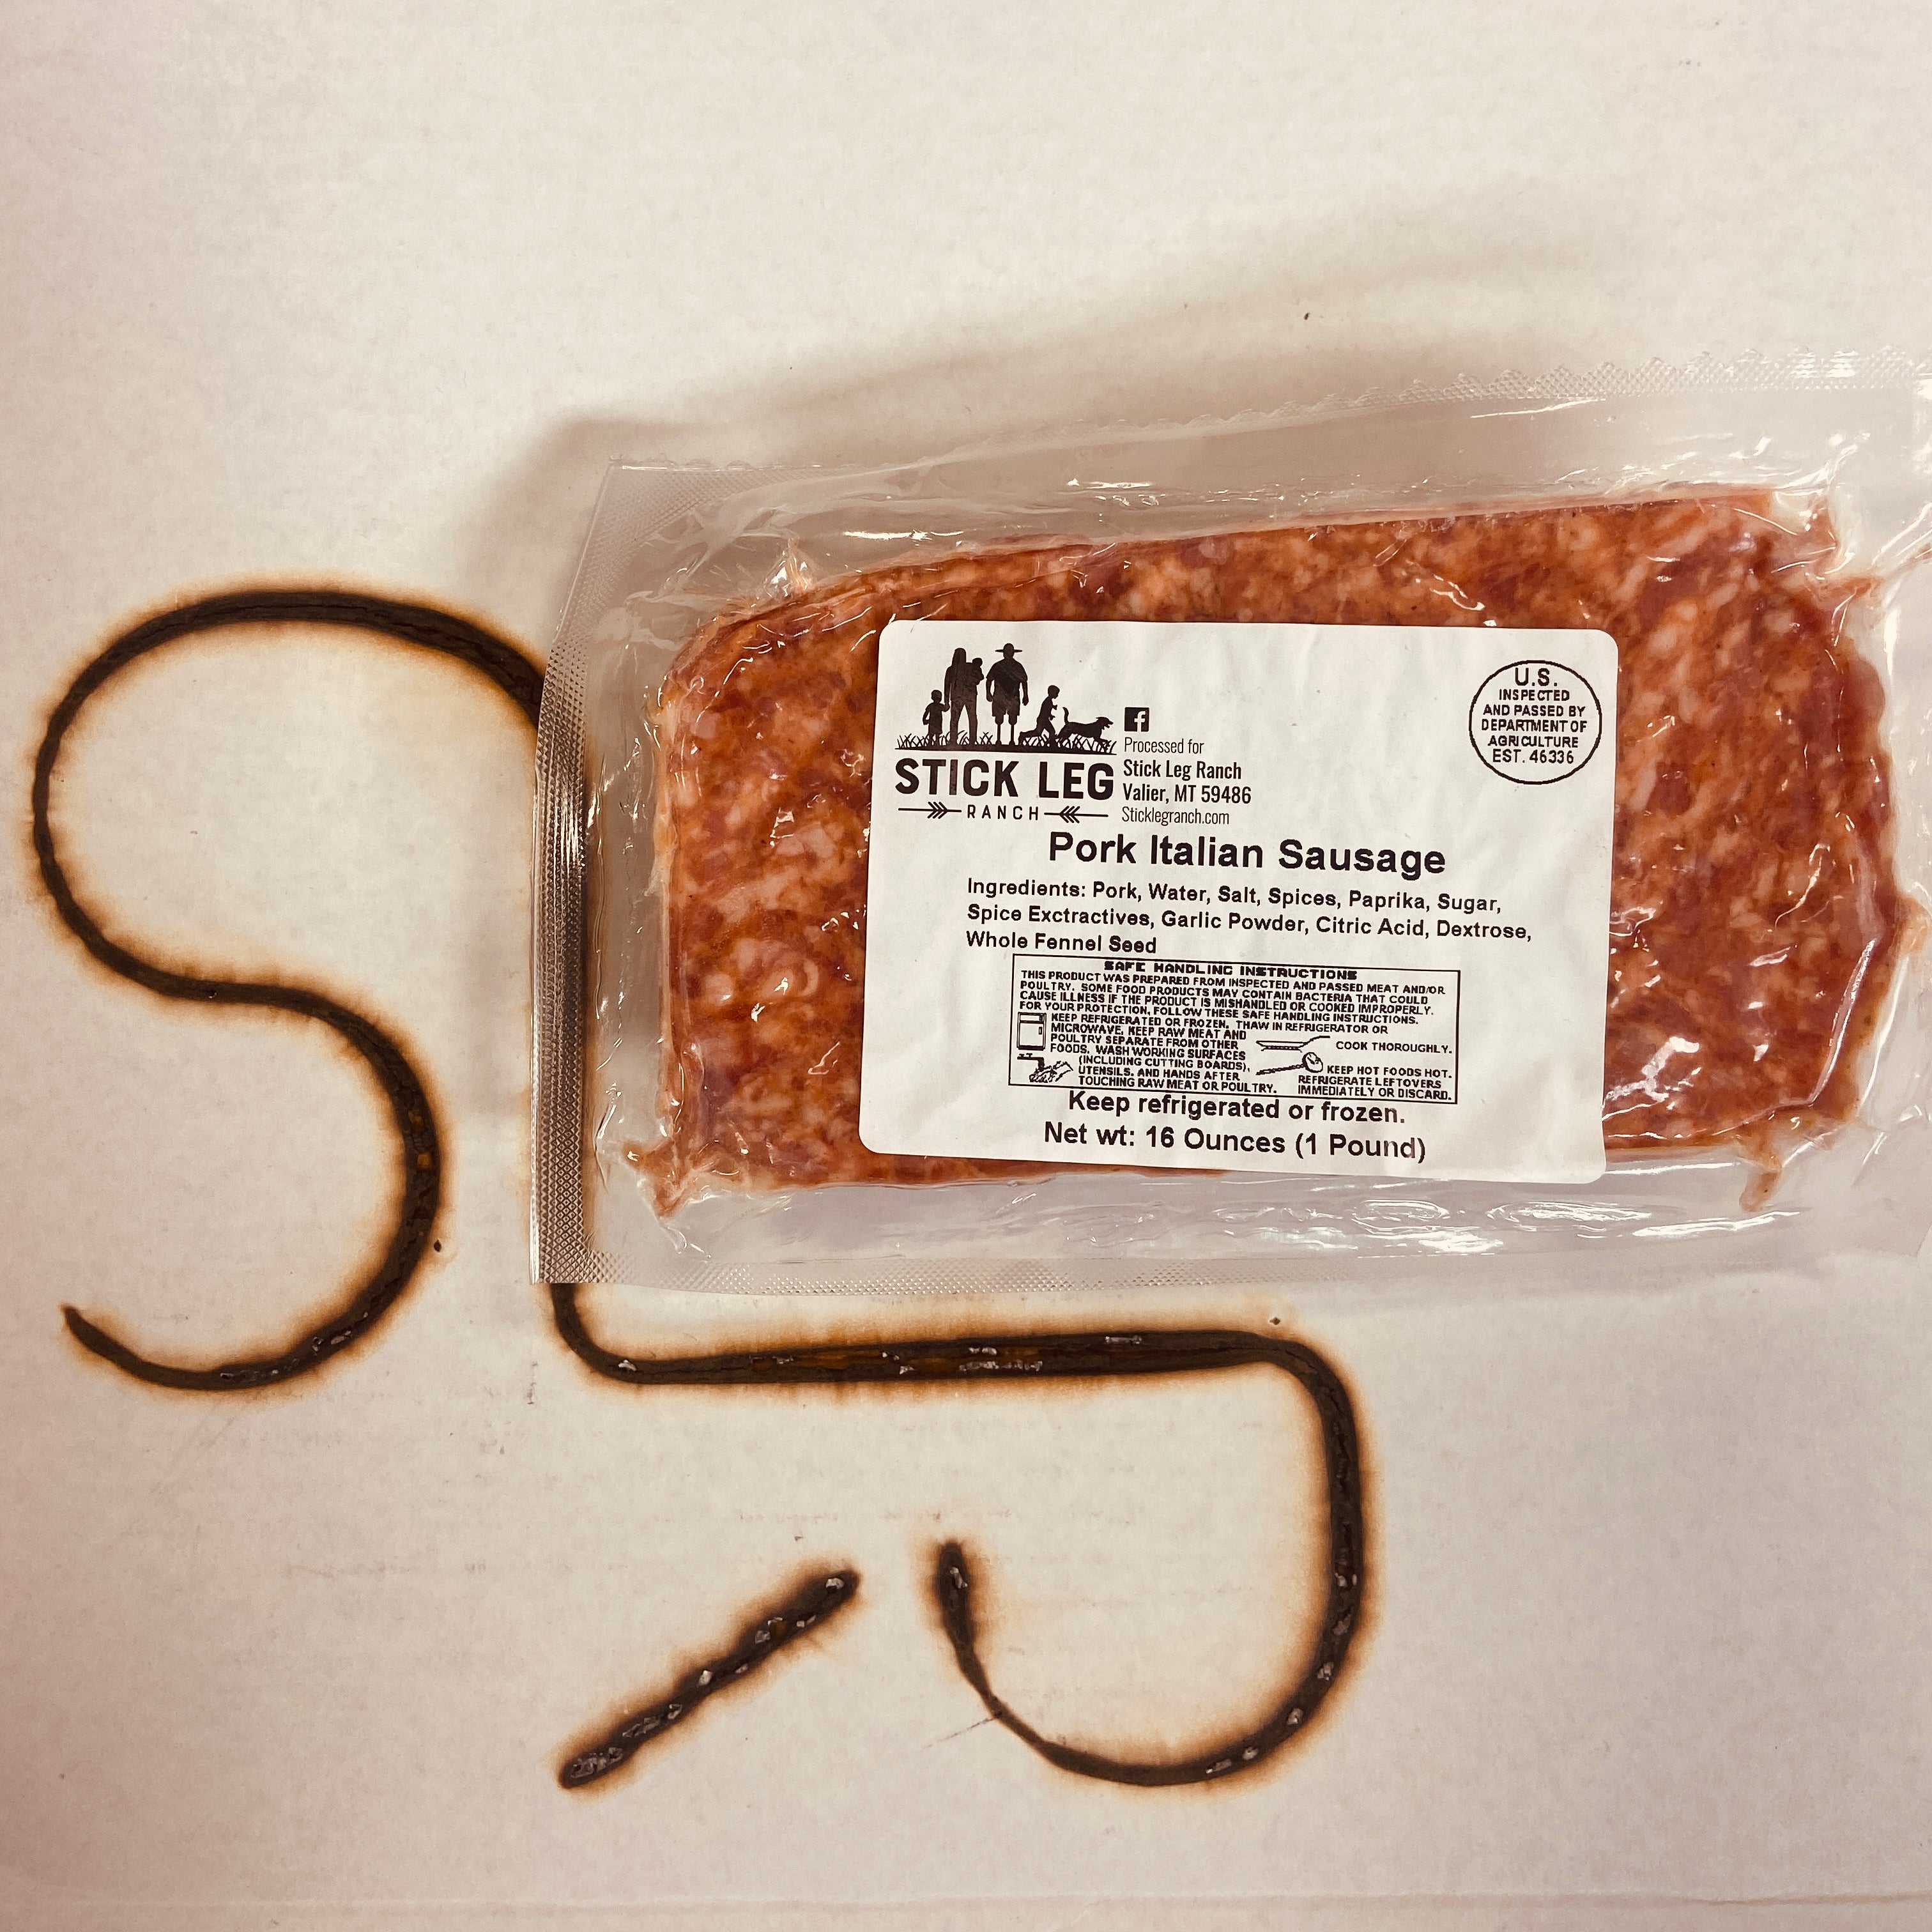 U.S.
INSPECTED
AND PASSED BY
DEPARTMENT OF
AGRICULTURE
EST. 46336
STICK LEG
RANCH
Processed for
Stick Leg Ranch
Valier, MT 59486
Sticklegranch.com
Pork Italian Sausage
Ingredients: Pork, Water, Salt, Spices, Paprika, Sugar,
Spice Exctractives, Garlic Powder, Citric Acid, Dextrose,
Whole Fennel Seed
SAFE HANDLING INSTRUCTIONS
THIS PRODUCT WAS PREPARED FROM INSPECTED AND PASSED MEAT AND/OR
POULTRY. SOME FOOD PRODUCTS MAY CONTAIN BACTERIA THAT COULD
CAUSE ILLNESS IF THE PRODUCT IS MISHANDLED OR COOKED IMPROPERLY.
FOR YOUR PROTECTION, FOLLOW THESE SAFE HANDLING INSTRUCTIONS.
KEEP REFRIGERATED OR FROZEN. THAW IN REFRIGERATOR OR
MICROWAVE. KEEP RAW MEAT AND
POULTRY SEPARATE FROM OTHER
FOODS. WASH WORKING SURFACES
(INCLUDING CUTTING BOARDS),
UTENSILS, AND HANDS AFTER
TOUCHING RAW MEAT OR POULTRY.
COOK THOROUGHLY.
KEEP HOT FOODS HOT.
REFRIGERATE LEFTOVERS
IMMEDIATELY OR DISCARD.
Keep refrigerated or frozen.
Net wt: 16 Ounces (1 Pound)